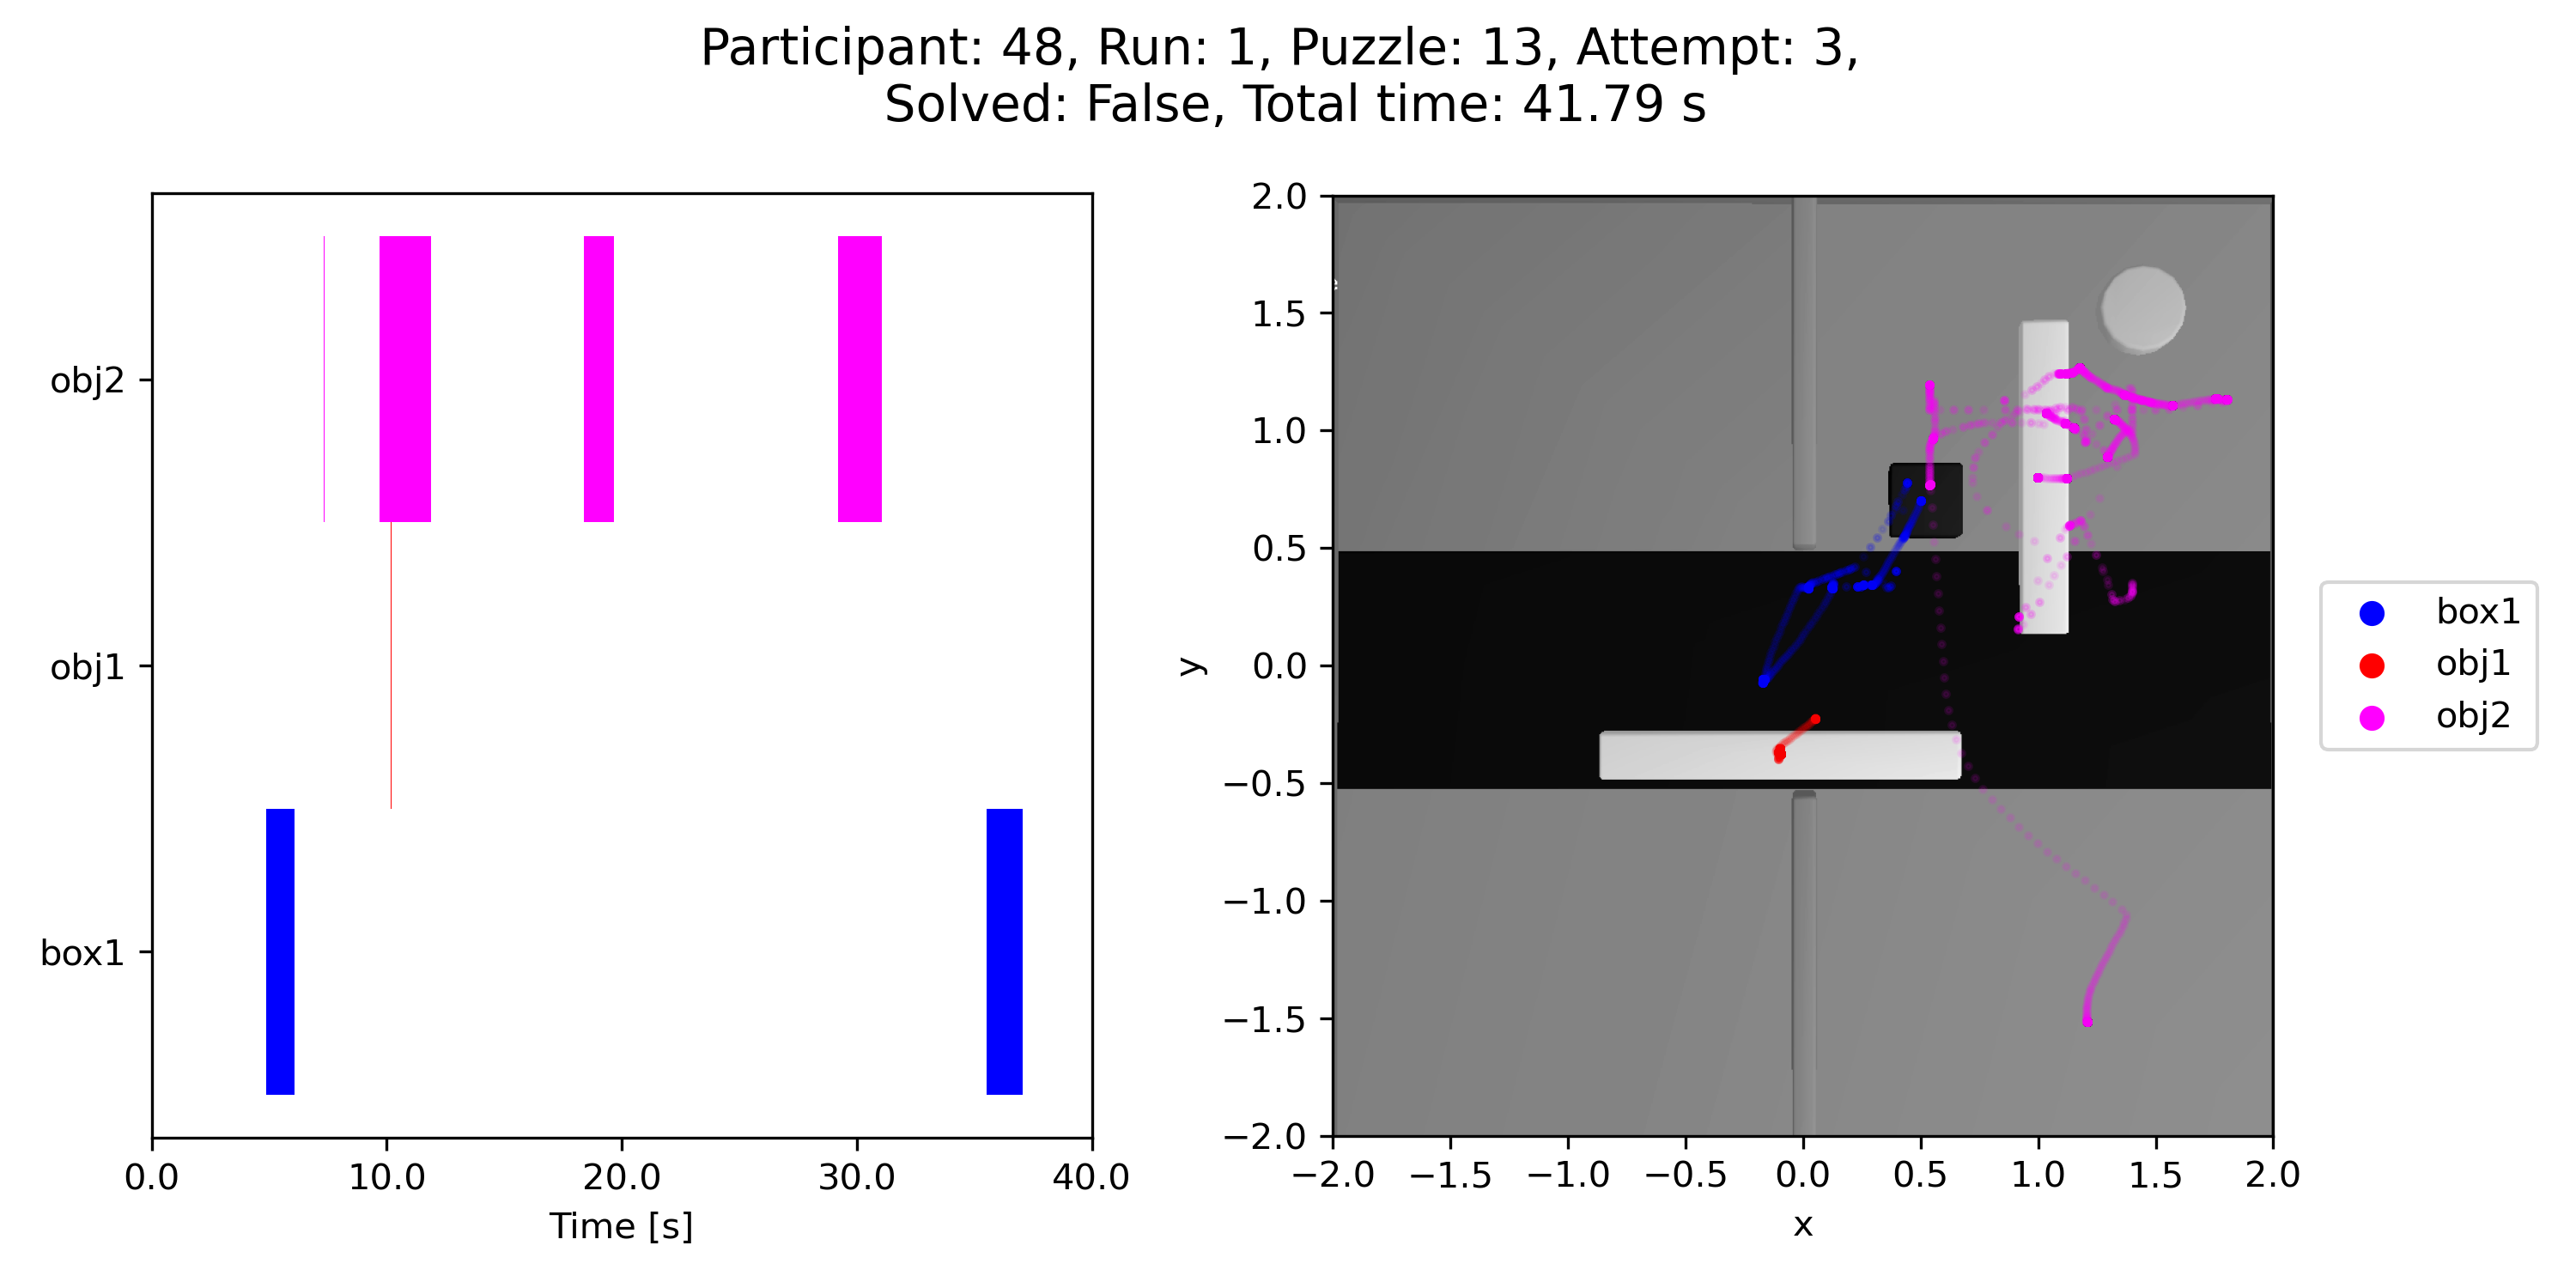 Participant: 48, Run: 1, Puzzle: 13, Attempt: 3,
Solved: False, Total time: 41.79 s
obj2
obj1
box1
0.0 10.0 20.0 30.0 40.0
Time [s]
2.0
1.5
1.0
0.5
0.0
−0.5
−1.0
−1.5
−2.0
y
e
−2.0 −1.5 −1.0 −0.5 0.0 0.5 1.0 1.5 2.0
x
box1
obj1
obj2